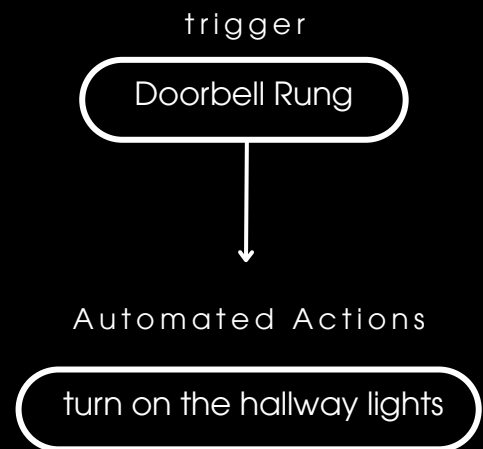 trigger
Doorbell Rung
Automated Actions
turn on the hallway lights